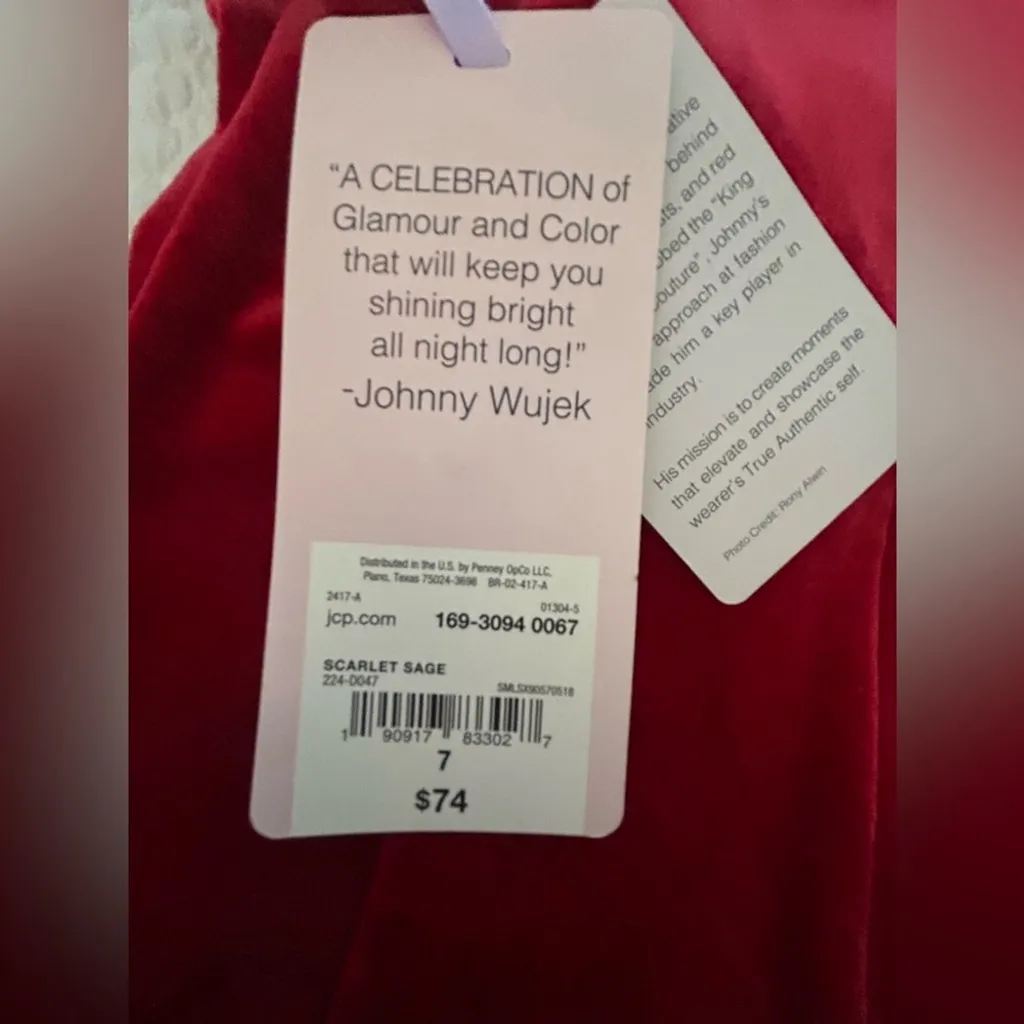 “A CELEBRATION of
Glamour and Color
that will keep you
shining bright
all night long!”
-Johnny Wujek
Distributed in the U.S. by Penney OpCo LLC,
Plano, Texas 75024-3698 BR-02-417-A
2417-A
01304-5
jcp.com 169-3094 0067
SCARLET SAGE
224-D047
SMLSX90570518
1 90917 83302 7
7
$74
behind
and red
the “King
, Johnny's
approach at fashion
him a key player in
industry.
His mission is to create moments
that elevate and showcase the
wearer's True Authentic self.
Photo Credit: Rony Alwin